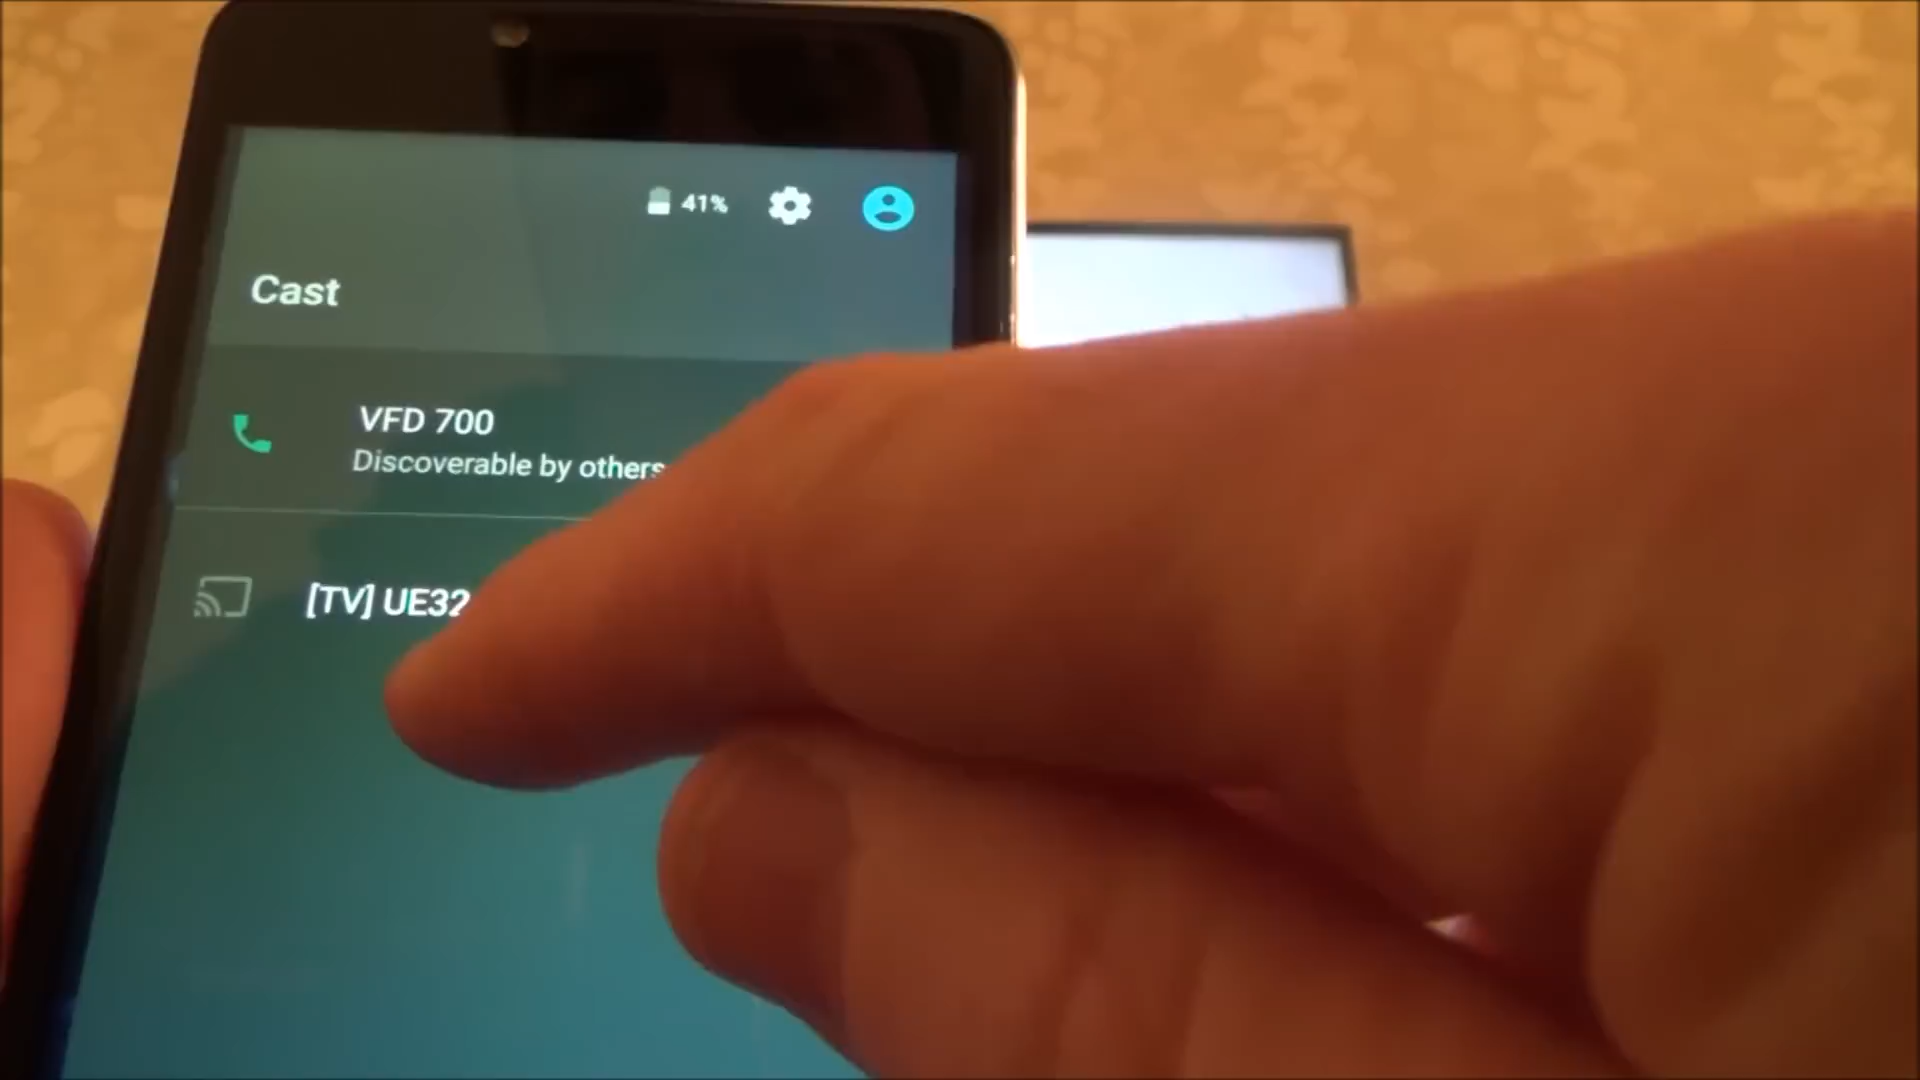 41%
Cast
VFD 700
Discoverable by others
[TV] UE32